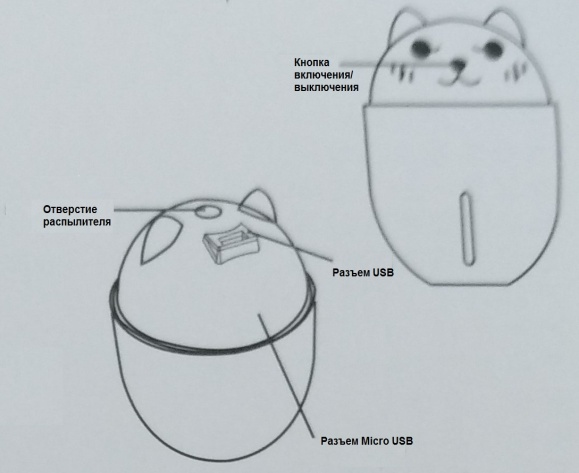 Кнопка
включения/
выключения
Отверстие
распылителя
Разъем USB
Разъем Micro USB